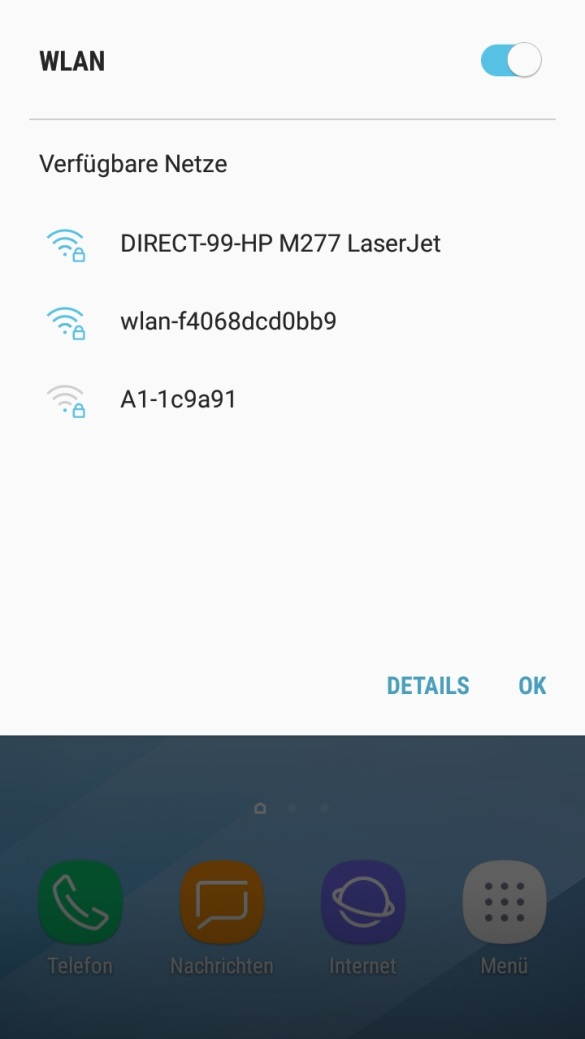 WLAN
Verfügbare Netze
DIRECT-99-HP M277 LaserJet
wlan-f4068dcd0bb9
A1-1c9a91
DETAILS OK
Telefon Nachrichten Internet Menü